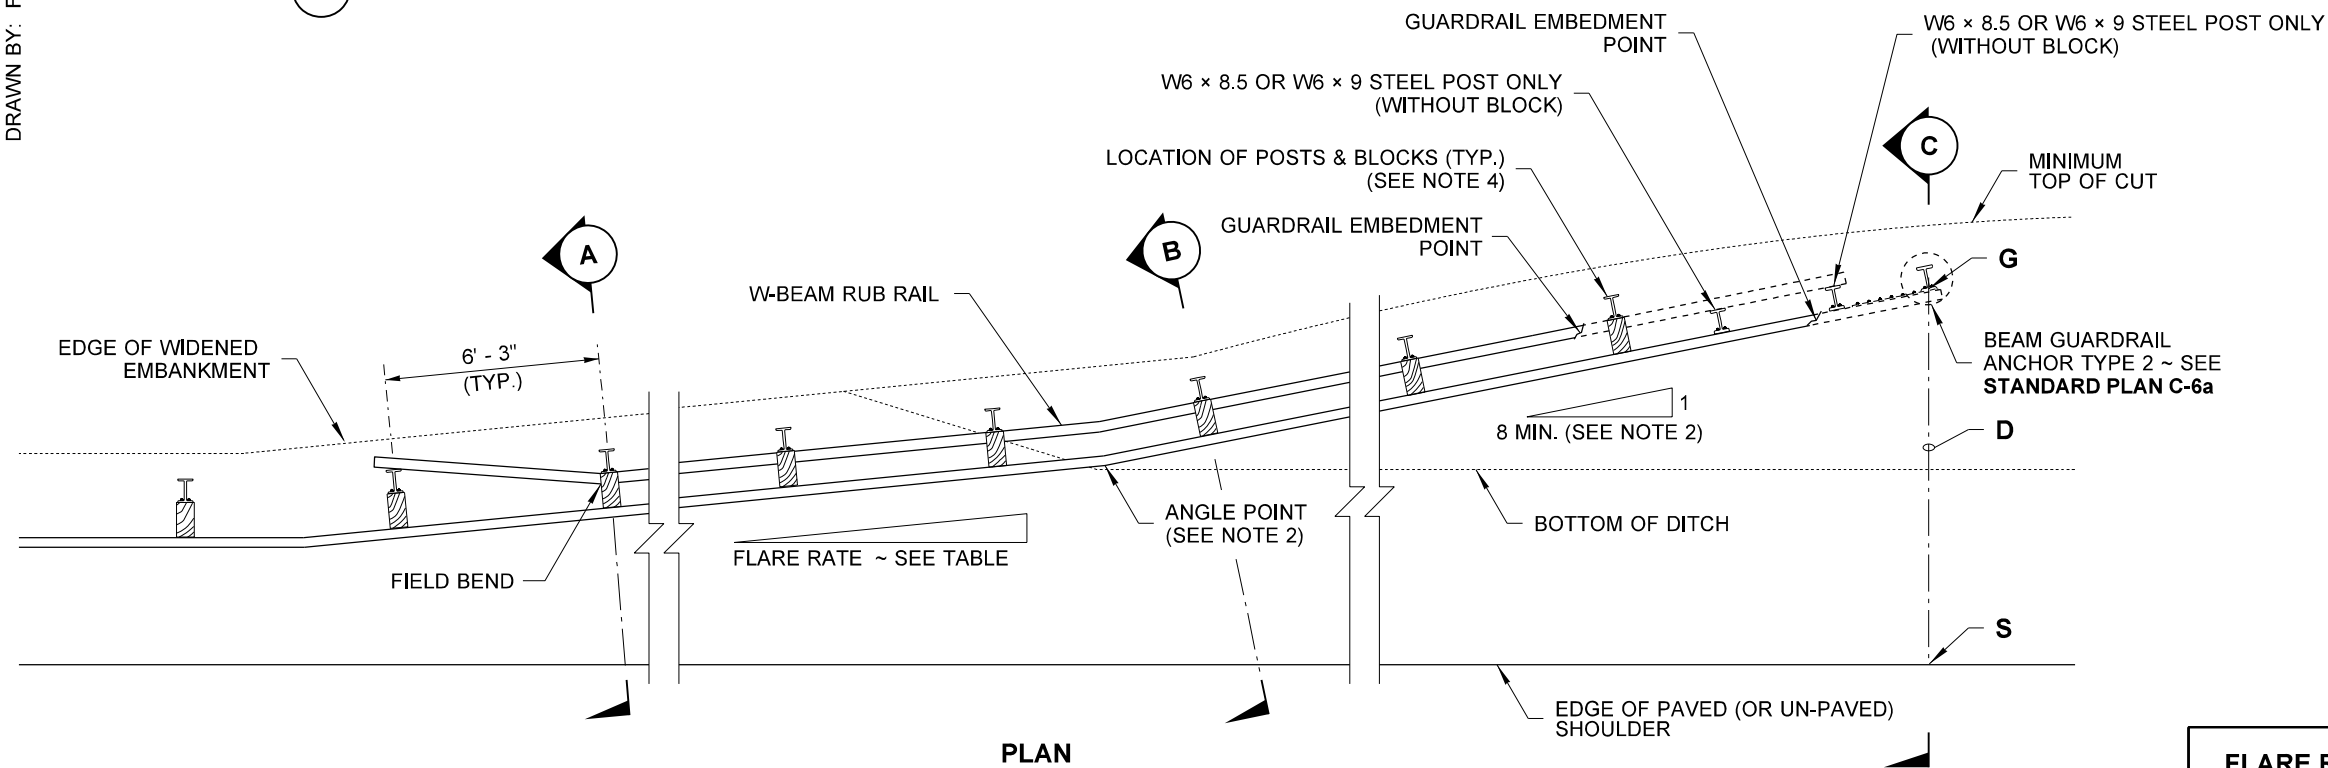 DRAWN BY:
GUARDRAIL EMBEDMENT
POINT
W6 × 8.5 OR W6 × 9 STEEL POST ONLY
(WITHOUT BLOCK)
W6 × 8.5 OR W6 × 9 STEEL POST ONLY
(WITHOUT BLOCK)
LOCATION OF POSTS & BLOCKS (TYP.)
(SEE NOTE 4)
C
MINIMUM
TOP OF CUT
GUARDRAIL EMBEDMENT
POINT
A
B
G
W-BEAM RUB RAIL
EDGE OF WIDENED
EMBANKMENT
6' - 3"
(TYP.)
BEAM GUARDRAIL
ANCHOR TYPE 2 ~ SEE
STANDARD PLAN C-6a
1
8 MIN. (SEE NOTE 2)
D
ANGLE POINT
(SEE NOTE 2)
BOTTOM OF DITCH
FLARE RATE ~ SEE TABLE
FIELD BEND
S
EDGE OF PAVED (OR UN-PAVED)
SHOULDER
PLAN
FLARE